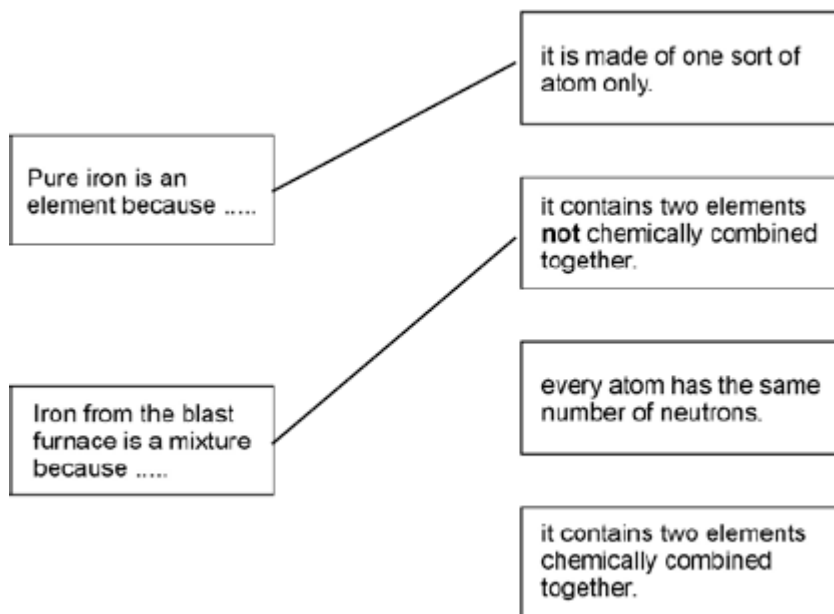 it is made of one sort of
atom only.
Pure iron is an
element because .....
it contains two elements
not chemically combined
together.
Iron from the blast
furnace is a mixture
because .....
every atom has the same
number of neutrons.
it contains two elements
chemically combined
together.